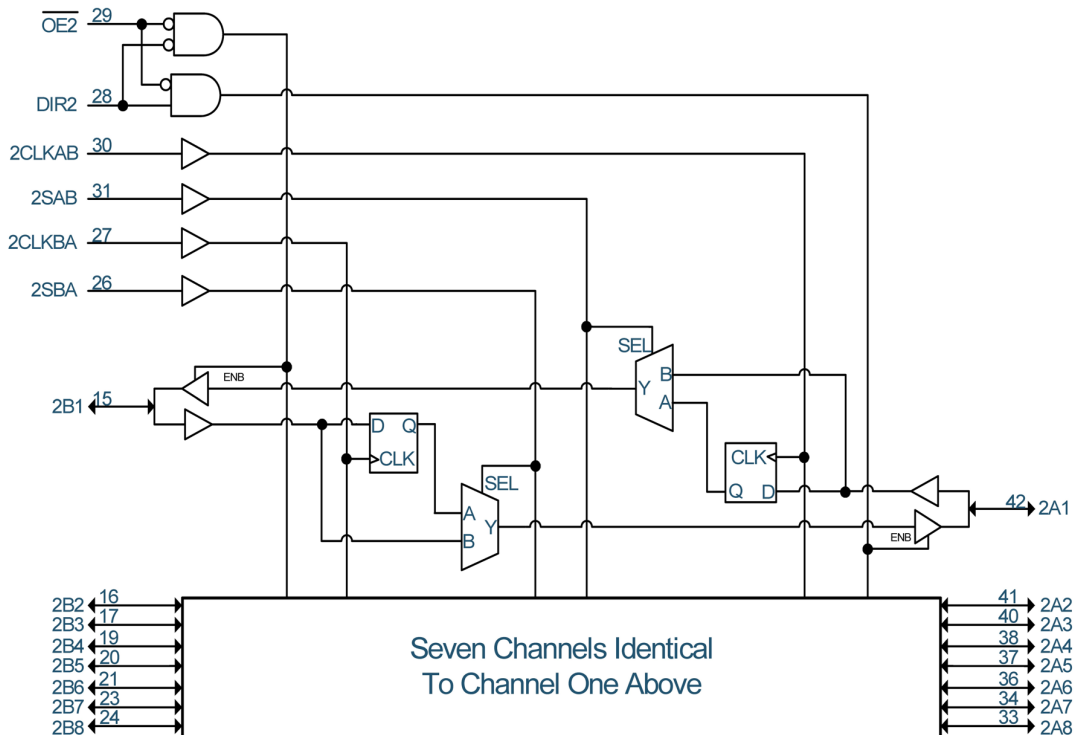 OE2 29
DIR2 28
2CLKAB 30
2SAB 31
2CLKBA 27
2SBA 26
SEL
B
Y
A
ENB
2B1 15
D Q
CLK
CLK
Q D
SEL
A
Y
B
42 2A1
ENB
2B2 16
2B3 17
2B4 19
2B5 20
2B6 21
2B7 23
2B8 24
Seven Channels Identical
To Channel One Above
41 2A2
40 2A3
38 2A4
37 2A5
36 2A6
34 2A7
33 2A8